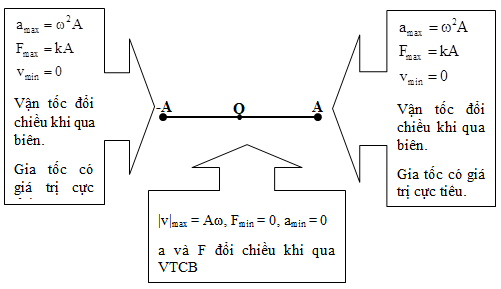 a_max = ω²A
F_max = kA
v_min = 0
Vận tốc đổi
chiều khi qua
biên.
Gia tốc có
giá trị cực
-A
O
A
a_max = ω²A
F_max = kA
v_min = 0
Vận tốc đổi
chiều khi qua
biên.
Gia tốc có giá
trị cực tiêu.
|v|_max = Aω, F_min = 0, a_min = 0
a và F đổi chiều khi qua
VTCB